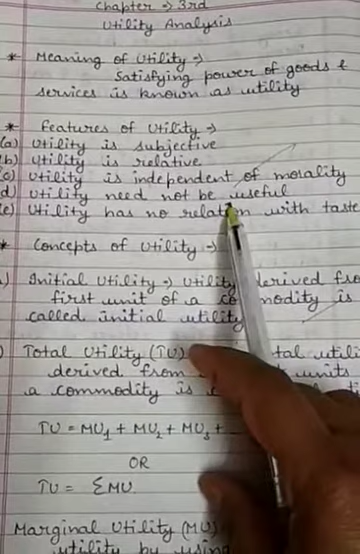 Chapter → 3rd
Utility Analysis
* Meaning of Utility →
Satisfying power of goods &
services is known as utility
* Features of Utility →
(a) Utility is subjective
(b) Utility is relative
(c) Utility is independent of morality
(d) Utility need not be useful
(e) Utility has no relation with taste
* Concepts of Utility →
) Initial Utility → Utility derived
first unit of a commodity is
called initial utility
) Total Utility (TU) utili
derived from units
a commodity is
TU = MU₁ + MU₂ + MU₃ +
OR
TU = ΣMU
Marginal Utility (MU)
utility by using